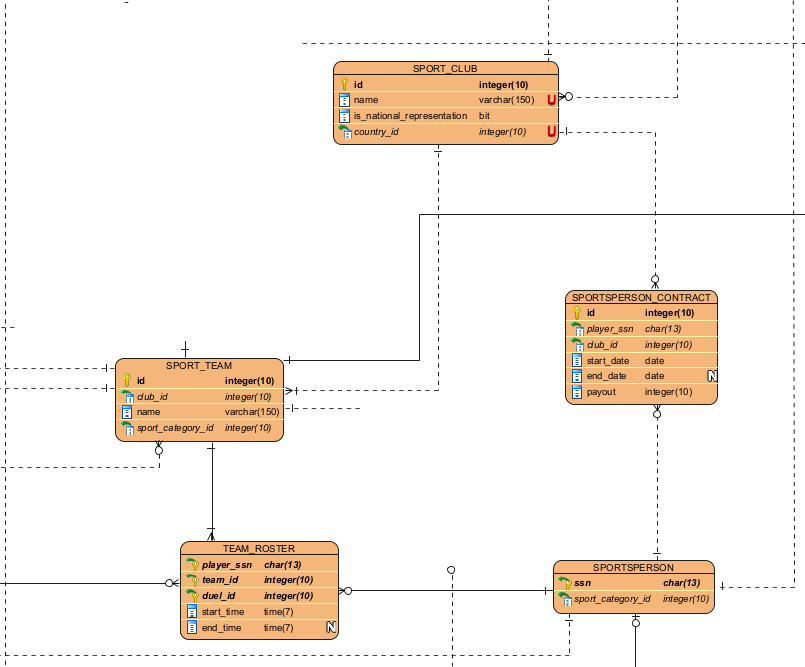 SPORT_CLUB
id integer(10)
name varchar(150) U
is_national_representation bit
country_id integer(10) U
SPORTSPERSON_CONTRACT
id integer(10)
player_ssn char(13)
club_id integer(10)
start_date date
end_date date N
payout integer(10)
SPORT_TEAM
id integer(10)
club_id integer(10)
name varchar(150)
sport_category_id integer(10)
TEAM_ROSTER
player_ssn char(13)
team_id integer(10)
duel_id integer(10)
start_time time(7)
end_time time(7) N
SPORTSPERSON
ssn char(13)
sport_category_id integer(10)